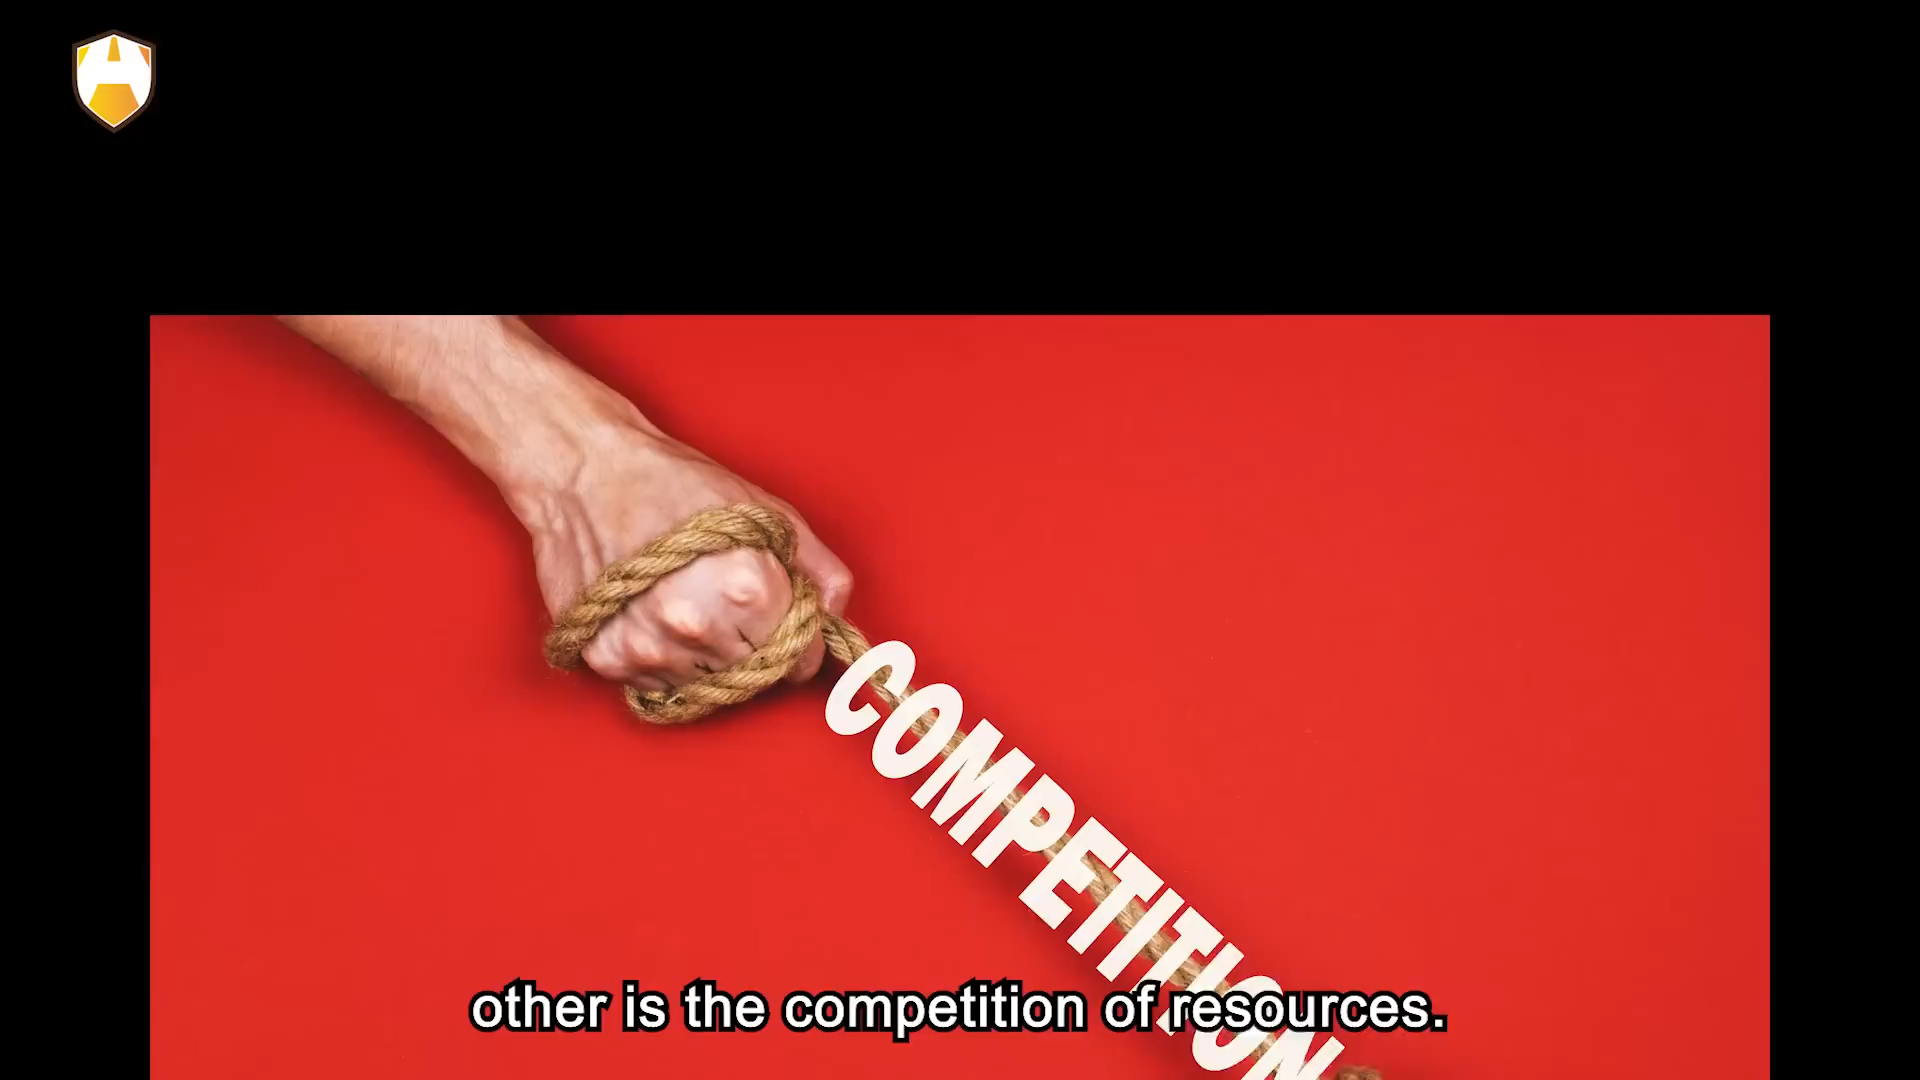 COMPETITION
other is the competition of resources.